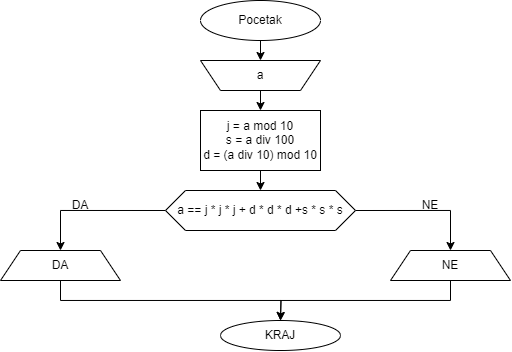 Pocetak
a
j = a mod 10
s = a div 100
d = (a div 10) mod 10
a == j * j * j + d * d * d +s * s * s
DA
NE
DA
NE
KRAJ